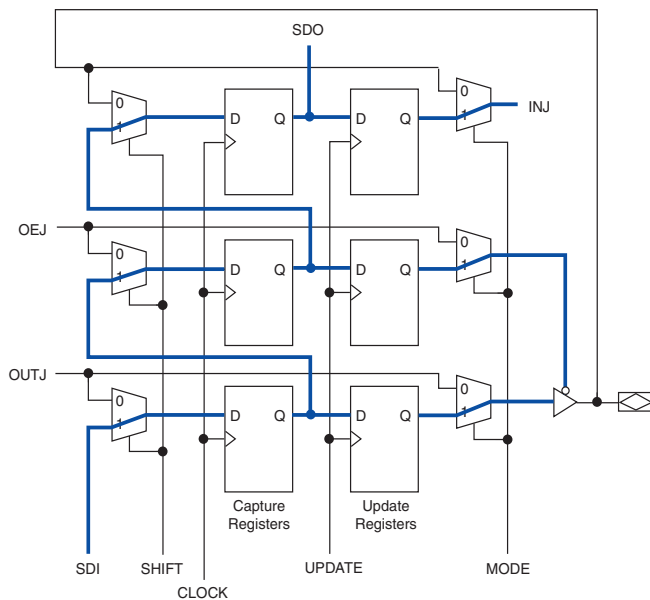 SDO
0
1
D Q
D Q
0
1
INJ
OEJ
0
1
D Q
D Q
0
1
OUTJ
0
1
D Q
D Q
0
1
Capture
Registers
Update
Registers
SDI
SHIFT
CLOCK
UPDATE
MODE